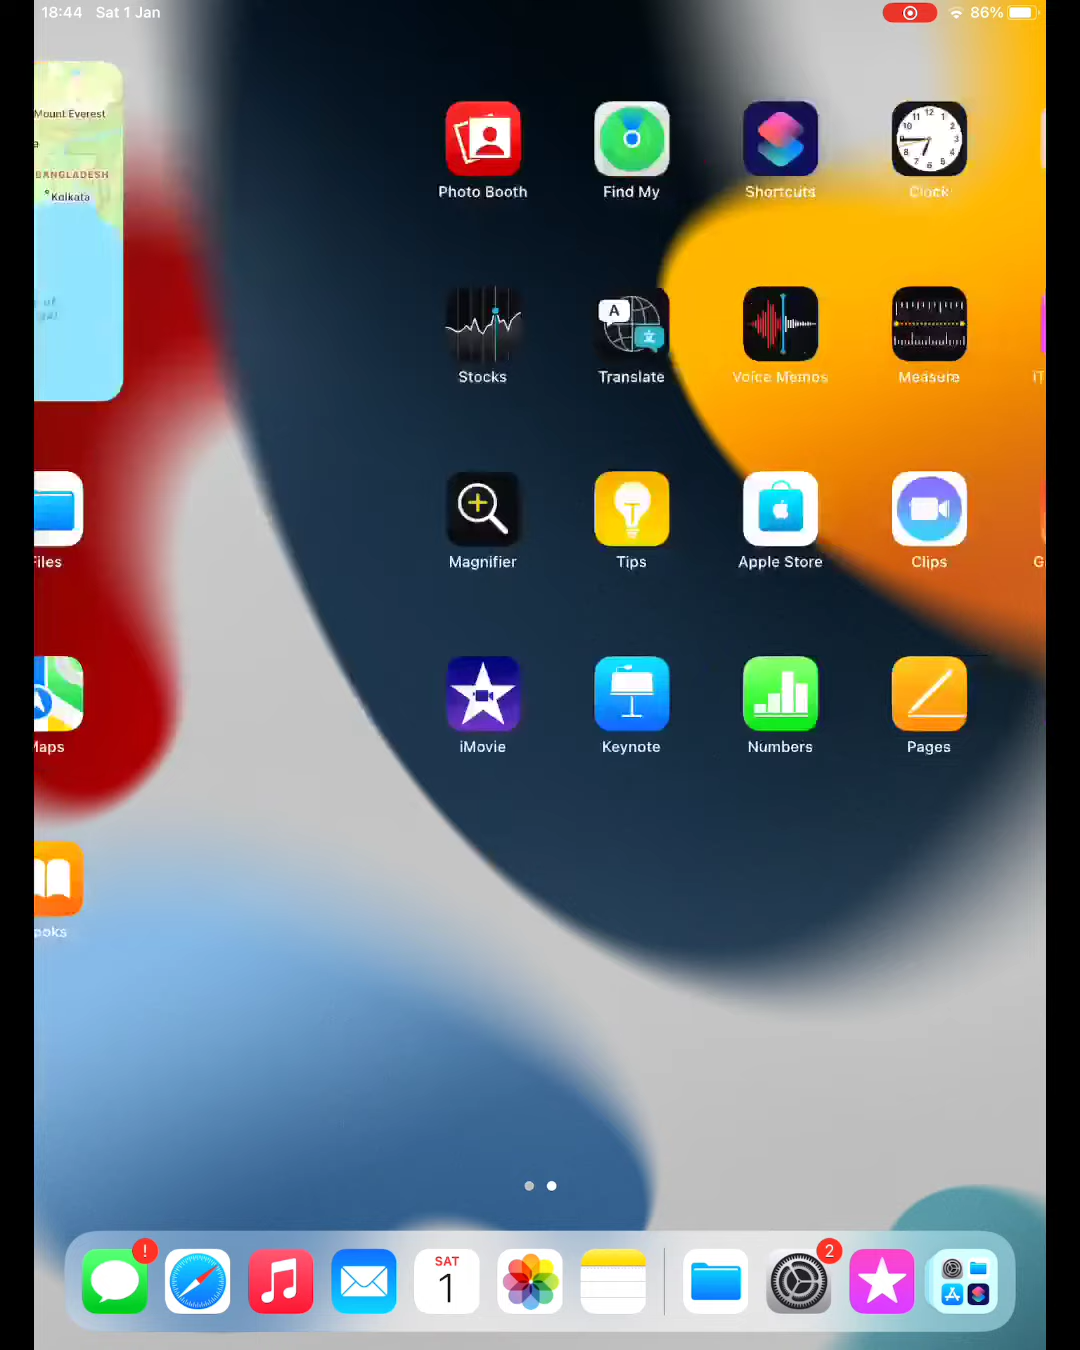 18:44 Sat 1 Jan
86%
Mount Everest
BANGLADESH
Kolkata
Photo Booth
Find My
Shortcuts
Clock
Stocks
Translate
Voice Memos
Measure
iT
Files
Magnifier
Tips
Apple Store
Clips
G
Maps
iMovie
Keynote
Numbers
Pages
ooks
!
SAT
1
2